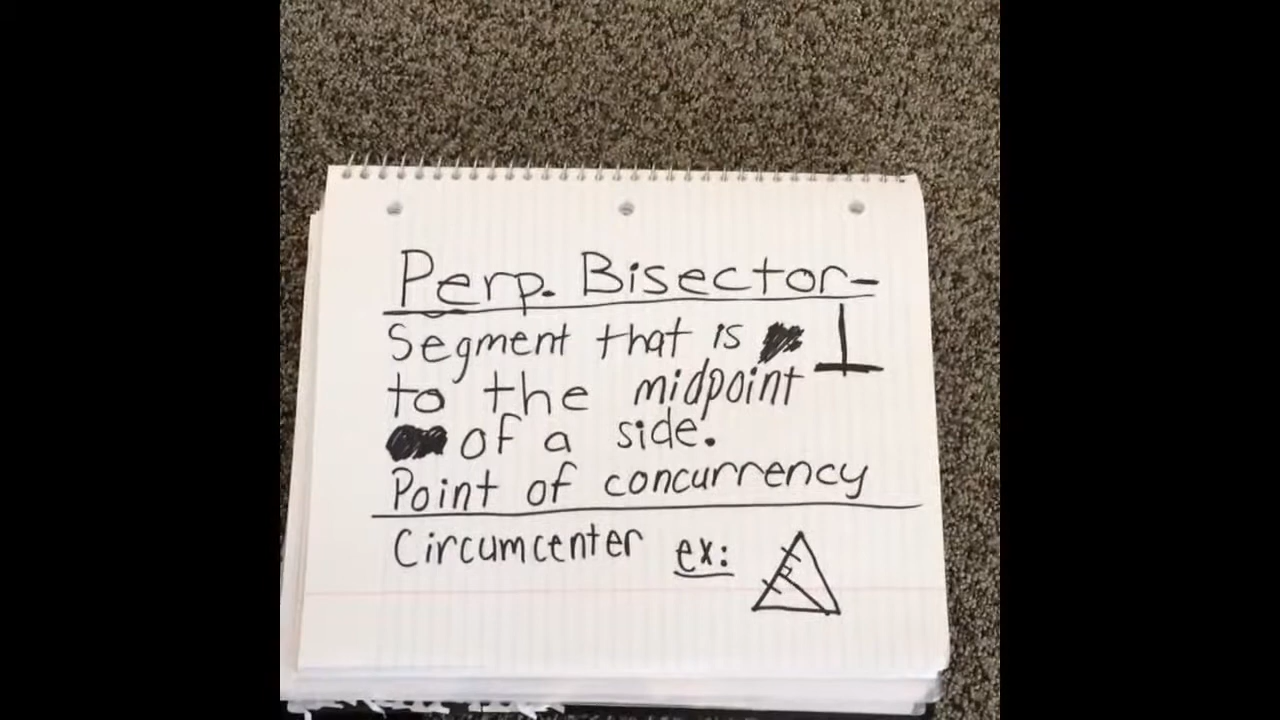 Perp. Bisector-
Segment that is ⊥
to the midpoint
of a side.
Point of concurrency
Circumcenter ex: